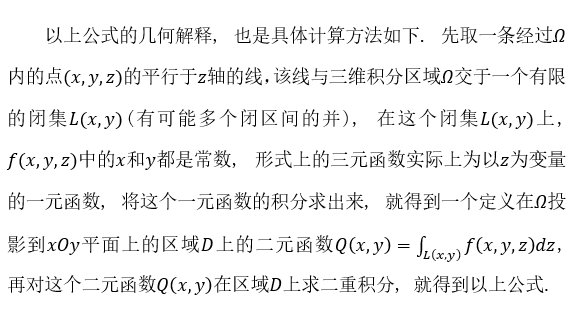 以上公式的几何解释, 也是具体计算方法如下. 先取一条经过Ω
内的点(x, y, z)的平行于z轴的线，该线与三维积分区域Ω交于一个有限
的闭集L(x, y) (有可能多个闭区间的并), 在这个闭集L(x, y)上,
f(x, y, z)中的x和y都是常数, 形式上的三元函数实际上为以z为变量
的一元函数, 将这个一元函数的积分求出来, 就得到一个定义在Ω投
影到xOy平面上的区域D上的二元函数Q(x, y) = ∫_{L(x,y)} f(x, y, z)dz,
再对这个二元函数Q(x, y)在区域D上求二重积分, 就得到以上公式.